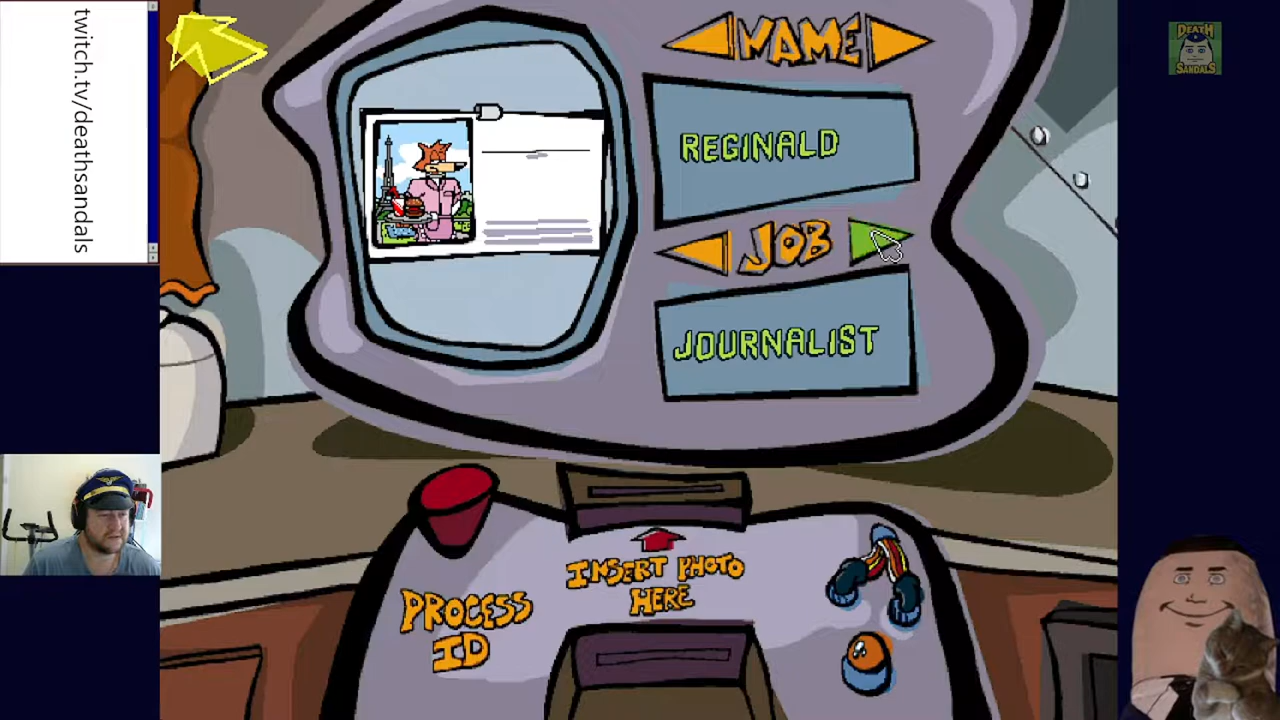 twitch.tv/deathsandals
DEATH
SANDALS
NAME
REGINALD
JOB
JOURNALIST
INSERT PHOTO
HERE
PROCESS
ID